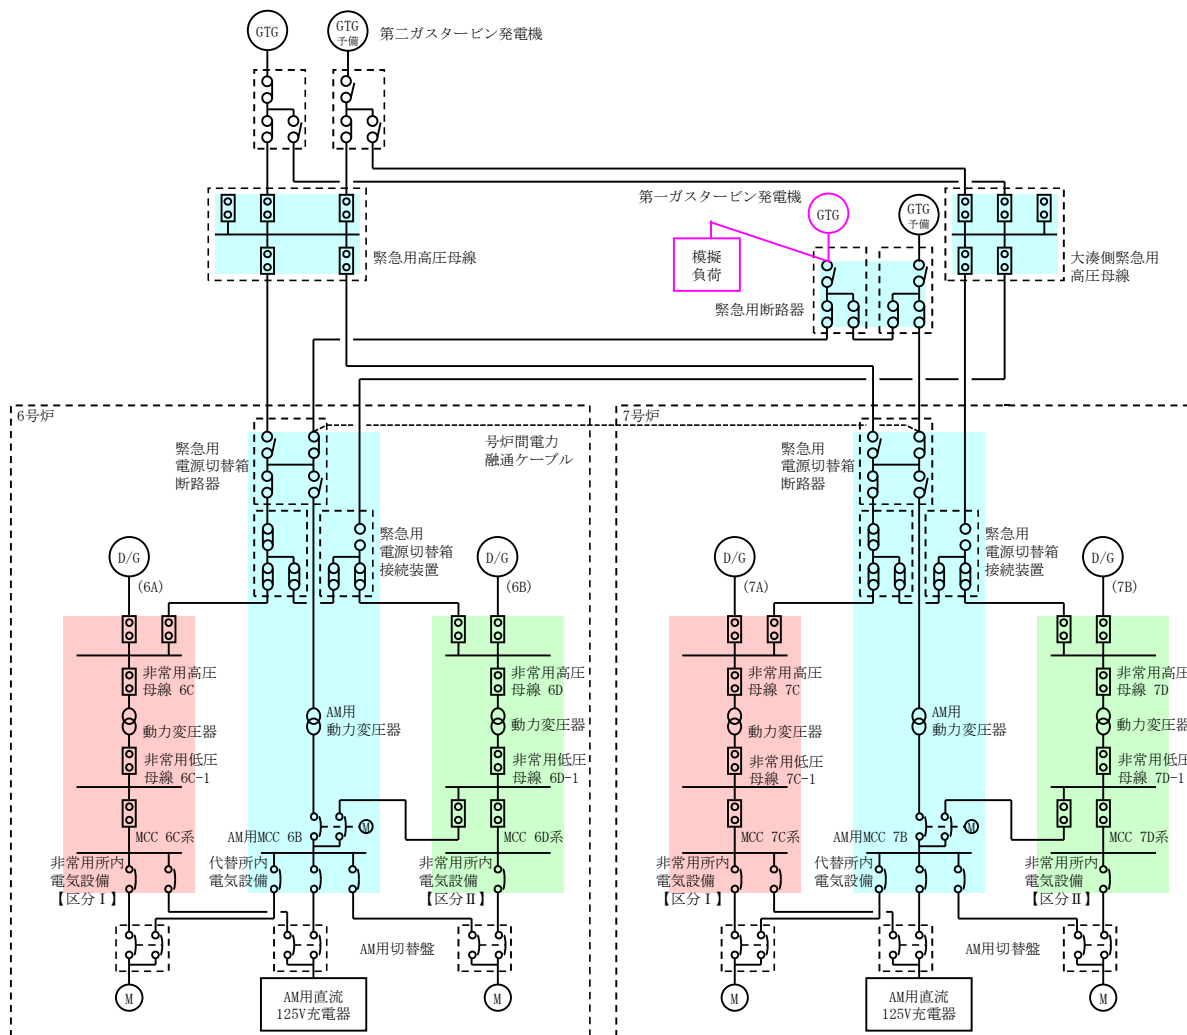 GTG
GTG
予備
第二ガスタービン発電機
第一ガスタービン発電機
GTG
GTG
予備
模擬
負荷
緊急用高圧母線
大湊側緊急用
高圧母線
緊急用断路器
6号炉
7号炉
緊急用
電源切替箱
断路器
号炉間電力
融通ケーブル
緊急用
電源切替箱
断路器
緊急用
電源切替箱
接続装置
緊急用
電源切替箱
接続装置
D/G
(6A)
D/G
(6B)
D/G
(7A)
D/G
(7B)
非常用高圧
母線 6C
非常用高圧
母線 6D
非常用高圧
母線 7C
非常用高圧
母線 7D
動力変圧器
AM用
動力変圧器
動力変圧器
動力変圧器
AM用
動力変圧器
動力変圧器
非常用低圧
母線 6C-1
非常用低圧
母線 6D-1
非常用低圧
母線 7C-1
非常用低圧
母線 7D-1
MCC 6C系
AM用MCC 6B
M
MCC 6D系
MCC 7C系
AM用MCC 7B
M
MCC 7D系
非常用所内
電気設備
【区分Ⅰ】
代替所内
電気設備
非常用所内
電気設備
【区分Ⅱ】
非常用所内
電気設備
【区分Ⅰ】
代替所内
電気設備
非常用所内
電気設備
【区分Ⅱ】
AM用切替盤
AM用切替盤
M
AM用直流
125V充電器
M
M
AM用直流
125V充電器
M